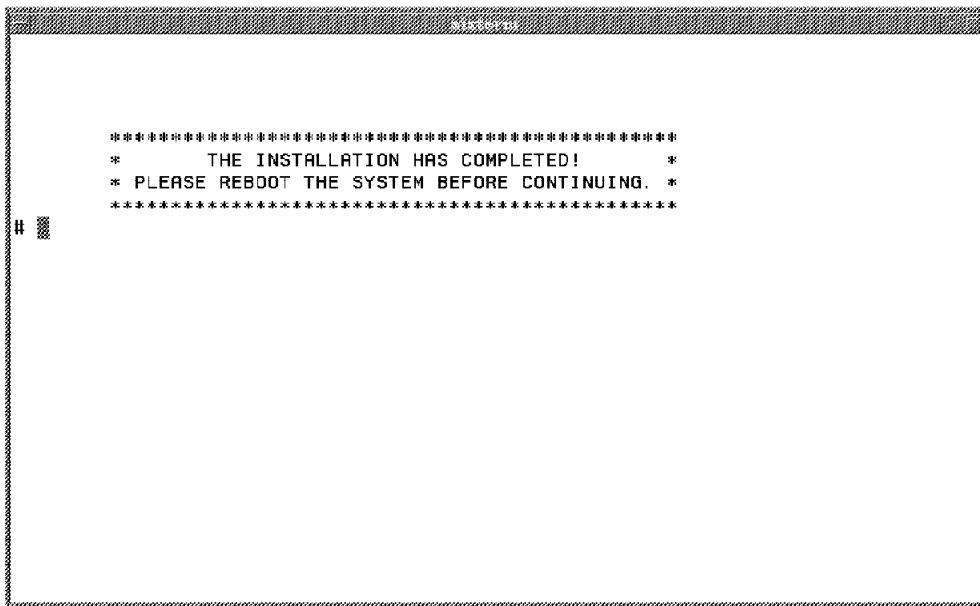 ***********************************************
*       THE INSTALLATION HAS COMPLETED!       *
* PLEASE REBOOT THE SYSTEM BEFORE CONTINUING. *
***********************************************
#